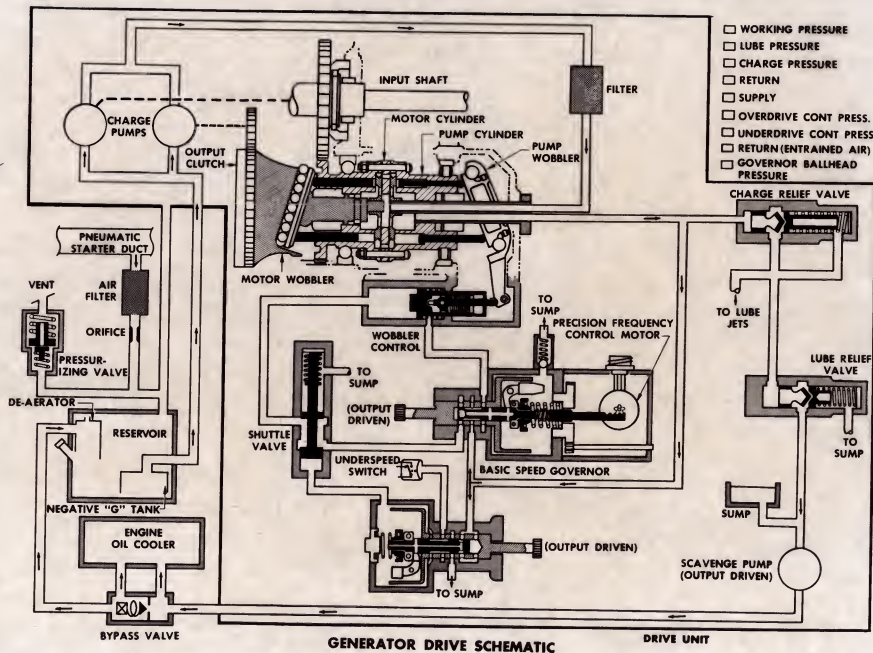 WORKING PRESSURE
LUBE PRESSURE
CHARGE PRESSURE
RETURN
SUPPLY
OVERDRIVE CONT PRESS.
UNDERDRIVE CONT PRESS
RETURN (ENTRAINED AIR)
GOVERNOR BALLHEAD
PRESSURE
INPUT SHAFT
FILTER
CHARGE
PUMPS
MOTOR CYLINDER
PUMP CYLINDER
OUTPUT
CLUTCH
PUMP
WOBBLER
CHARGE RELIEF VALVE
PNEUMATIC
STARTER DUCT
MOTOR WOBBLER
VENT
AIR
FILTER
TO LUBE
JETS
ORIFICE
WOBBLER
CONTROL
TO
SUMP
PRECISION FREQUENCY
CONTROL MOTOR
PRESSUR-
IZING VALVE
TO
SUMP
LUBE RELIEF
VALVE
DE-AERATOR
RESERVOIR
(OUTPUT
DRIVEN)
SHUTTLE
VALVE
TO
SUMP
UNDERSPEED
SWITCH
BASIC SPEED GOVERNOR
NEGATIVE "G" TANK
SUMP
ENGINE
OIL COOLER
(OUTPUT DRIVEN)
SCAVENGE PUMP
(OUTPUT DRIVEN)
TO SUMP
BYPASS VALVE
DRIVE UNIT
GENERATOR DRIVE SCHEMATIC